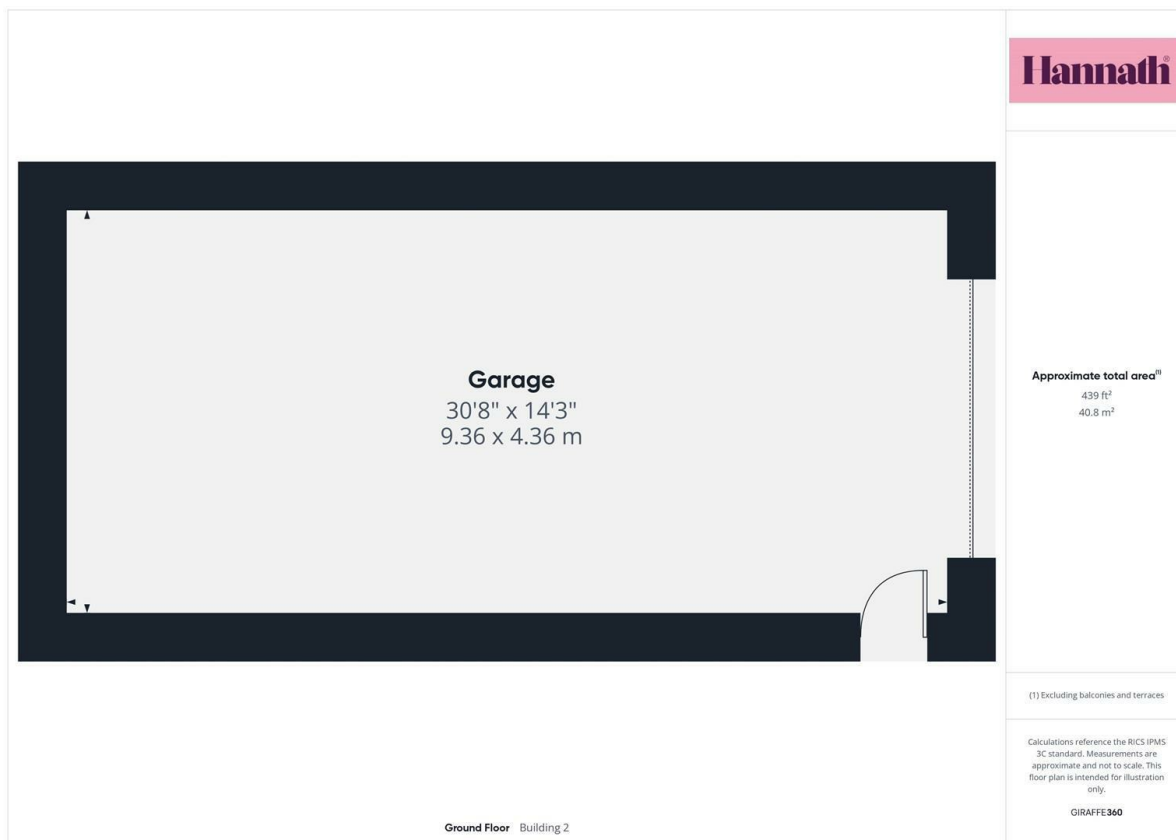 Hannath®
Garage
30'8" x 14'3"
9.36 x 4.36 m
Approximate total area(1)
439 ft²
40.8 m²
(1) Excluding balconies and terraces
Calculations reference the RICS IPMS
3C standard. Measurements are
approximate and not to scale. This
floor plan is intended for illustration
only.
GIRAFFE360
Ground Floor Building 2